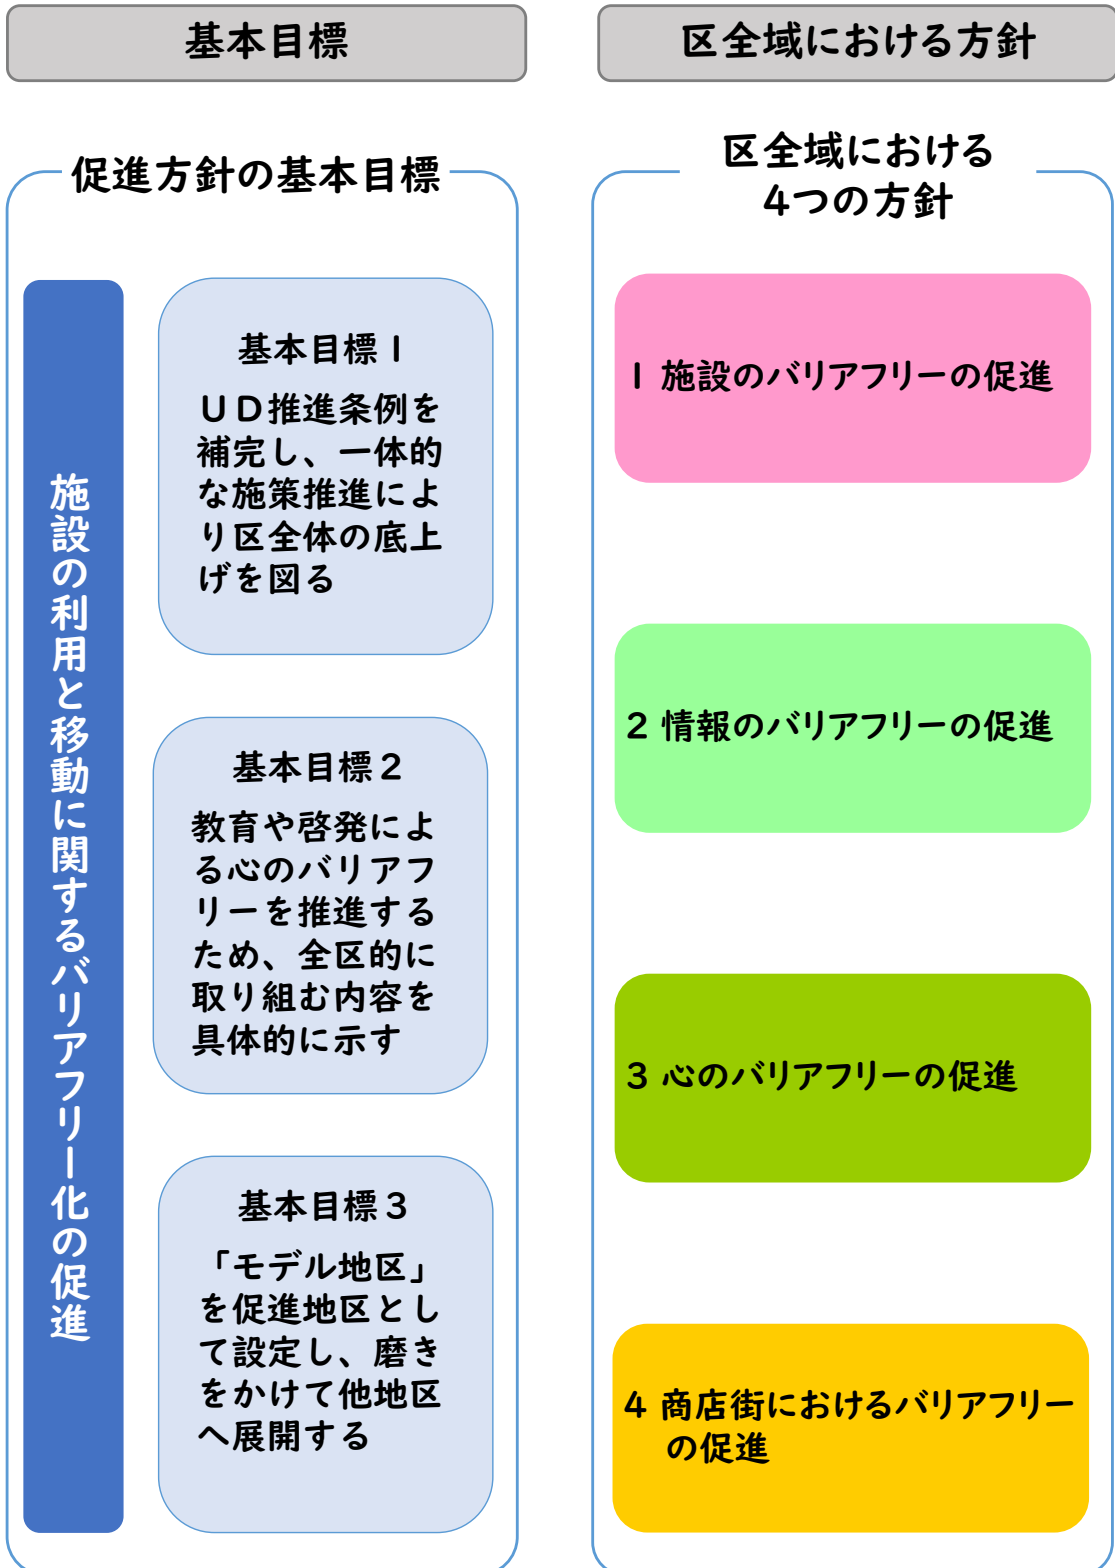 基本目標
促進方針の基本目標
施設の利用と移動に関するバリアフリー化の促進
基本目標1
UD推進条例を
補完し、一体的
な施策推進によ
り区全体の底上
げを図る
基本目標2
教育や啓発によ
る心のバリアフ
リーを推進する
ため、全区的に
取り組む内容を
具体的に示す
基本目標3
「モデル地区」
を促進地区とし
て設定し、磨き
をかけて他地区
へ展開する
区全域における方針
区全域における
4つの方針
1 施設のバリアフリーの促進
2 情報のバリアフリーの促進
3 心のバリアフリーの促進
4 商店街におけるバリアフリー
の促進